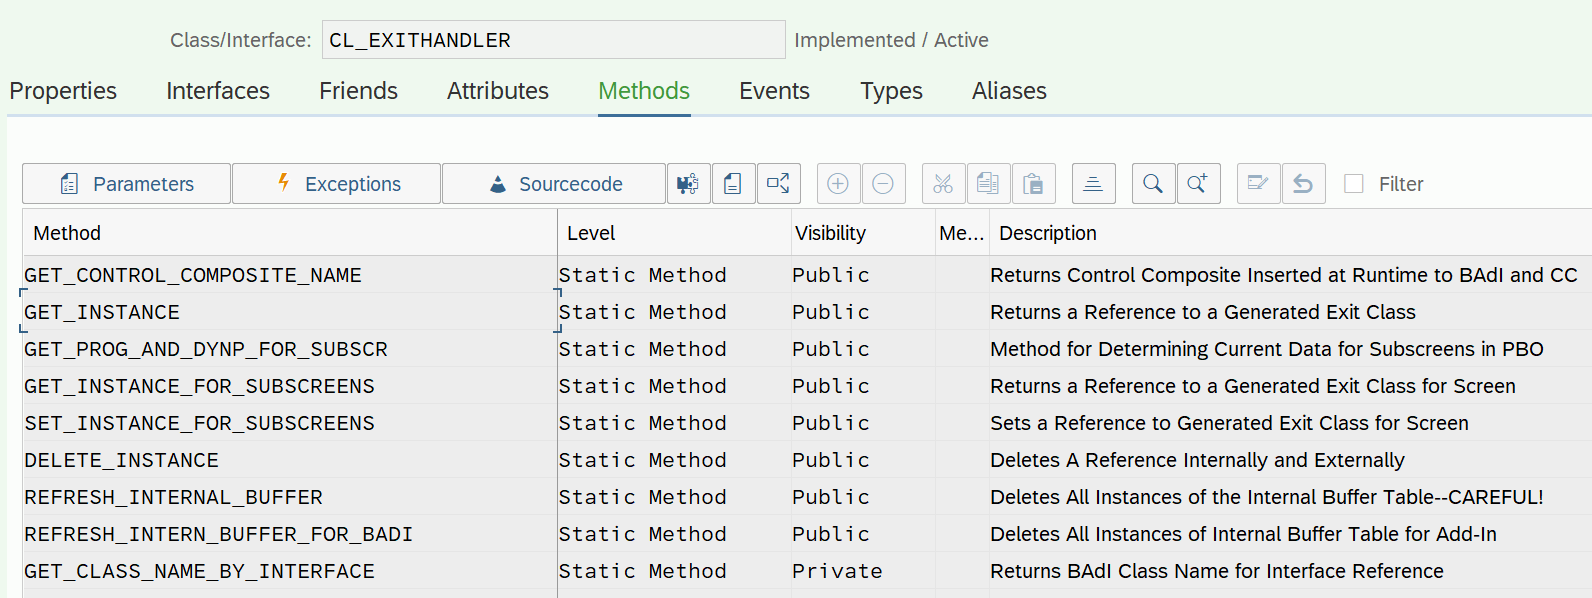 Class/Interface: CL_EXITHANDLER Implemented / Active
Properties Interfaces Friends Attributes Methods Events Types Aliases
Parameters Exceptions Sourcecode Filter
Method Level Visibility Me... Description
GET_CONTROL_COMPOSITE_NAME Static Method Public Returns Control Composite Inserted at Runtime to BAdI and CC
GET_INSTANCE Static Method Public Returns a Reference to a Generated Exit Class
GET_PROG_AND_DYNP_FOR_SUBSCR Static Method Public Method for Determining Current Data for Subscreens in PBO
GET_INSTANCE_FOR_SUBSCREENS Static Method Public Returns a Reference to a Generated Exit Class for Screen
SET_INSTANCE_FOR_SUBSCREENS Static Method Public Sets a Reference to Generated Exit Class for Screen
DELETE_INSTANCE Static Method Public Deletes A Reference Internally and Externally
REFRESH_INTERNAL_BUFFER Static Method Public Deletes All Instances of the Internal Buffer Table--CAREFUL!
REFRESH_INTERN_BUFFER_FOR_BADI Static Method Public Deletes All Instances of Internal Buffer Table for Add-In
GET_CLASS_NAME_BY_INTERFACE Static Method Private Returns BAdI Class Name for Interface Reference